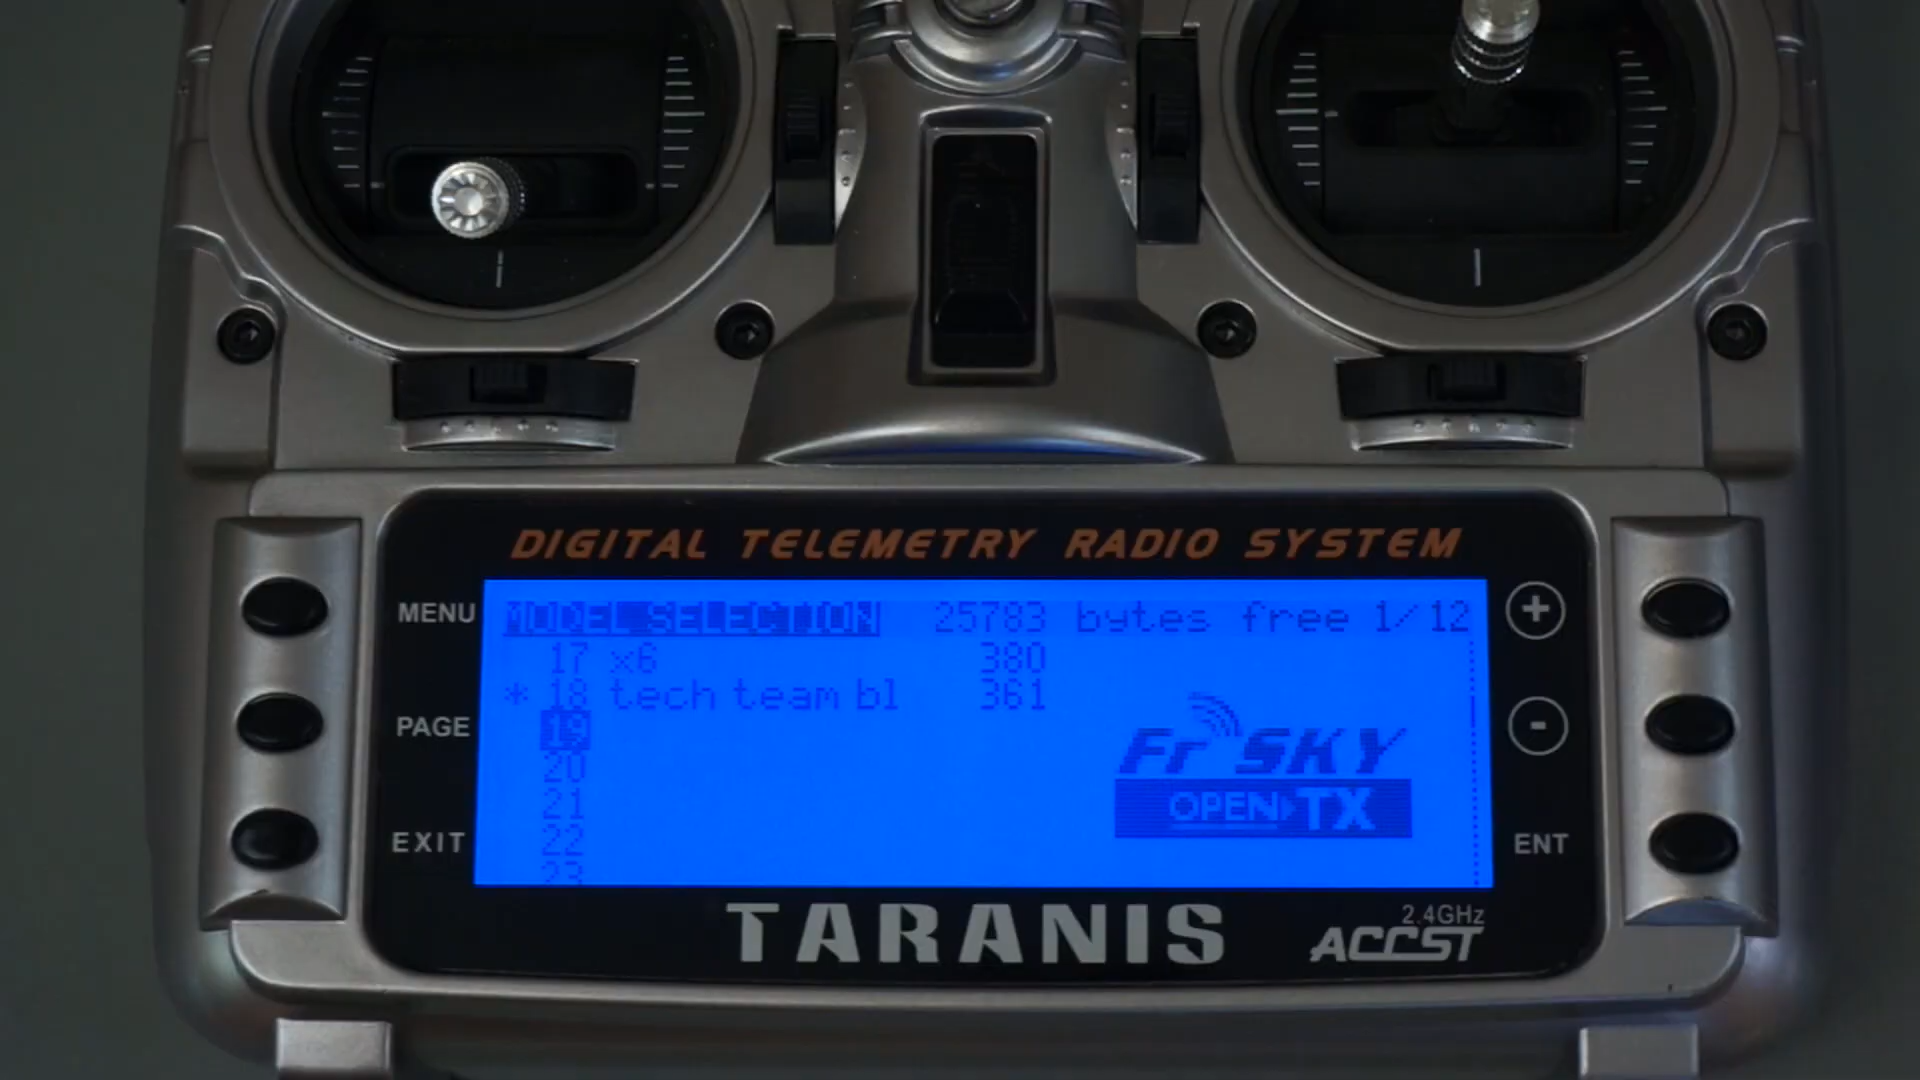 DIGITAL TELEMETRY RADIO SYSTEM
MENU
PAGE
EXIT
MODEL SELECTION 25783 bytes free 1/12
17 x6 380
* 18 tech team bl 361
19
20
21
22
23
FrSKY
OPEN TX
+
-
ENT
TARANIS
2.4GHz
ACCST